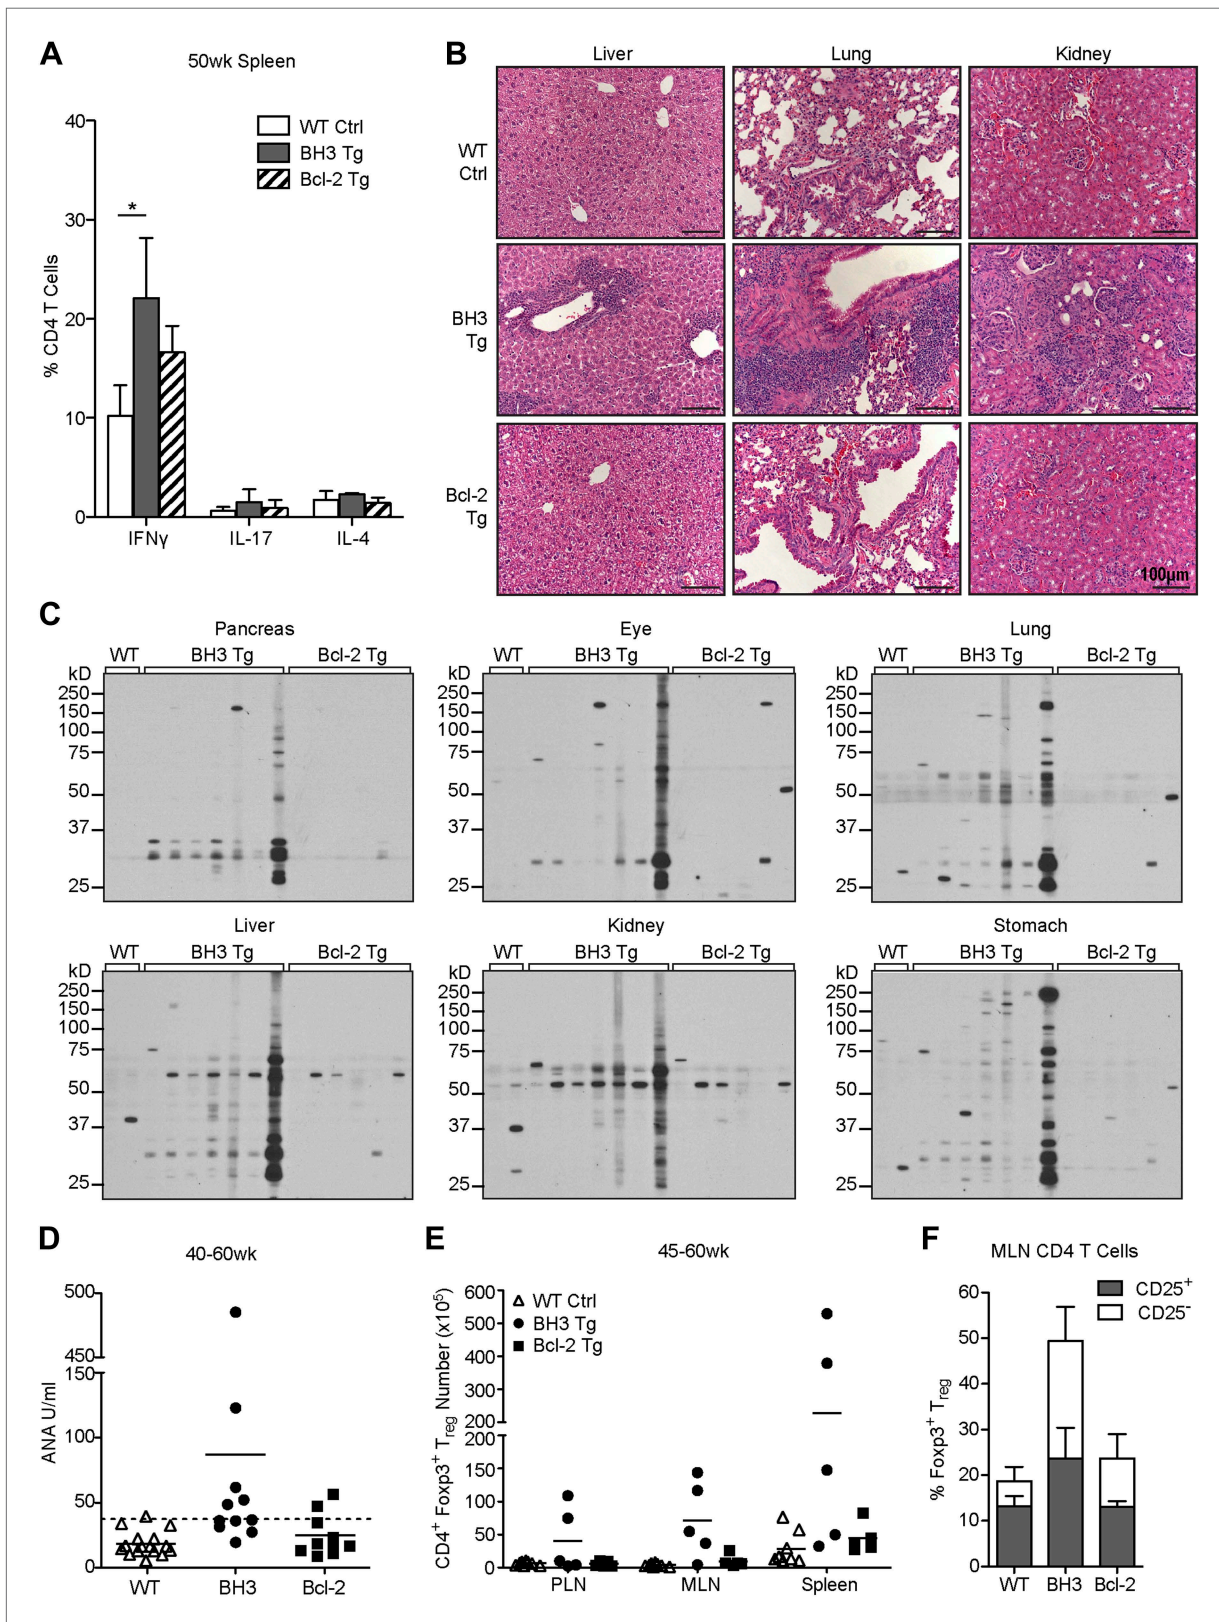 A
50wk Spleen
WT Ctrl
BH3 Tg
Bcl-2 Tg
% CD4 T Cells
40
30
20
10
0
*
IFNγ IL-17 IL-4
B
Liver Lung Kidney
WT
Ctrl
BH3
Tg
Bcl-2
Tg
100µm
C
Pancreas
WT BH3 Tg Bcl-2 Tg
kD
250
150
100
75
50
37
25
Eye
WT BH3 Tg Bcl-2 Tg
kD
250
150
100
75
50
37
25
Lung
WT BH3 Tg Bcl-2 Tg
kD
250
150
100
75
50
37
25
Liver
WT BH3 Tg Bcl-2 Tg
kD
250
150
100
75
50
37
25
Kidney
WT BH3 Tg Bcl-2 Tg
kD
250
150
100
75
50
37
25
Stomach
WT BH3 Tg Bcl-2 Tg
kD
250
150
100
75
50
37
25
D
40-60wk
ANA U/ml
500
450
150
100
50
0
WT BH3 Bcl-2
E
45-60wk
CD4+ Foxp3+ Treg Number (x10⁵)
WT Ctrl
BH3 Tg
Bcl-2 Tg
600
500
400
300
200
150
100
50
0
PLN MLN Spleen
F
MLN CD4 T Cells
CD25+
CD25-
% Foxp3+ Treg
60
50
40
30
20
10
0
WT BH3 Bcl-2